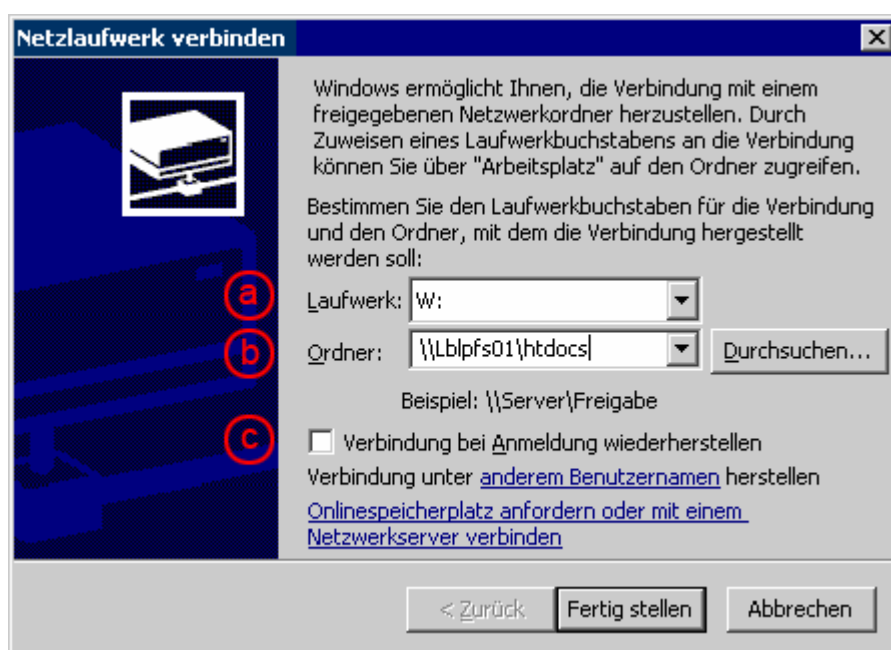 Netzlaufwerk verbinden
Windows ermöglicht Ihnen, die Verbindung mit einem
freigegebenen Netzwerkordner herzustellen. Durch
Zuweisen eines Laufwerkbuchstabens an die Verbindung
können Sie über "Arbeitsplatz" auf den Ordner zugreifen.
Bestimmen Sie den Laufwerkbuchstaben für die Verbindung
und den Ordner, mit dem die Verbindung hergestellt
werden soll:
a Laufwerk: W:
b Ordner: \\Lblpfs01\htdocs Durchsuchen...
Beispiel: \\Server\Freigabe
c Verbindung bei Anmeldung wiederherstellen
Verbindung unter anderem Benutzernamen herstellen
Onlinespeicherplatz anfordern oder mit einem
Netzwerkserver verbinden
< Zurück Fertig stellen Abbrechen